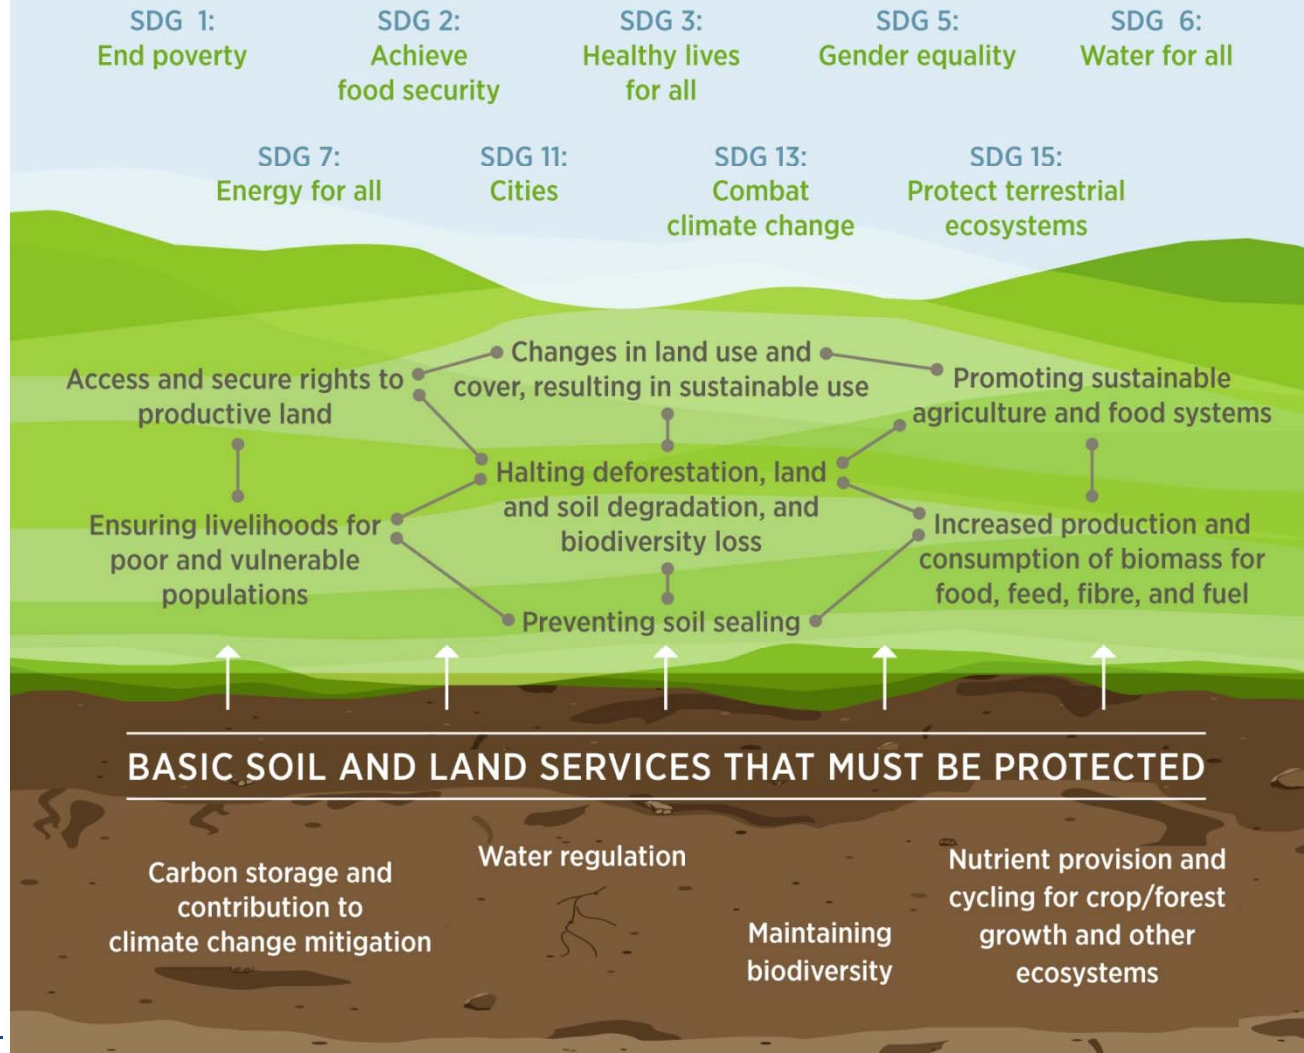 SDG 1:
End poverty
SDG 2:
Achieve
food security
SDG 3:
Healthy lives
for all
SDG 5:
Gender equality
SDG 6:
Water for all
SDG 7:
Energy for all
SDG 11:
Cities
SDG 13:
Combat
climate change
SDG 15:
Protect terrestrial
ecosystems
Access and secure rights to
productive land
Changes in land use and
cover, resulting in sustainable use
Promoting sustainable
agriculture and food systems
Halting deforestation, land
and soil degradation, and
biodiversity loss
Ensuring livelihoods for
poor and vulnerable
populations
Increased production and
consumption of biomass for
food, feed, fibre, and fuel
Preventing soil sealing
BASIC SOIL AND LAND SERVICES THAT MUST BE PROTECTED
Carbon storage and
contribution to
climate change mitigation
Water regulation
Maintaining
biodiversity
Nutrient provision and
cycling for crop/forest
growth and other
ecosystems